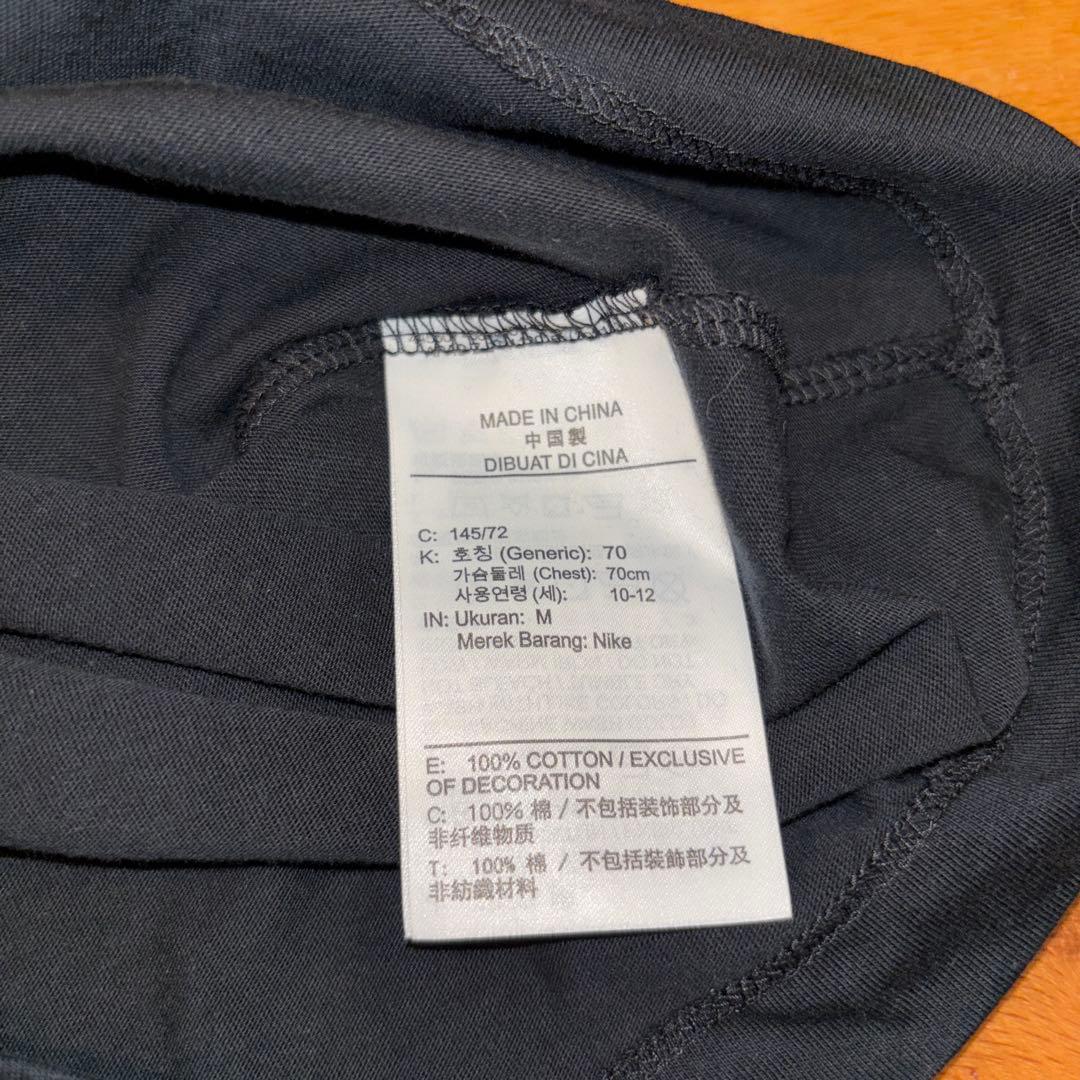 MADE IN CHINA
中国製
DIBUAT DI CINA
C: 145/72
K: 호칭 (Generic): 70
가슴둘레 (Chest): 70cm
사용연령 (세): 10-12
IN: Ukuran: M
Merek Barang: Nike
E: 100% COTTON / EXCLUSIVE
OF DECORATION
C: 100% 棉 / 不包括装饰部分及
非纤维物质
T: 100% 棉 / 不包括裝飾部分及
非紡織材料